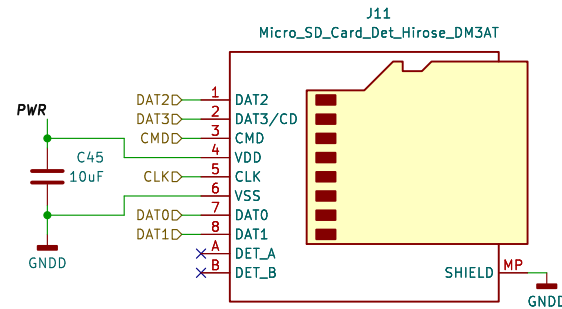 J11
Micro_SD_Card_Det_Hirose_DM3AT
PWR
C45
10uF
GNDD
DAT2 1 DAT2
DAT3 2 DAT3/CD
CMD 3 CMD
4 VDD
CLK 5 CLK
6 VSS
DAT0 7 DAT0
DAT1 8 DAT1
A DET_A
B DET_B
SHIELD MP
GNDD